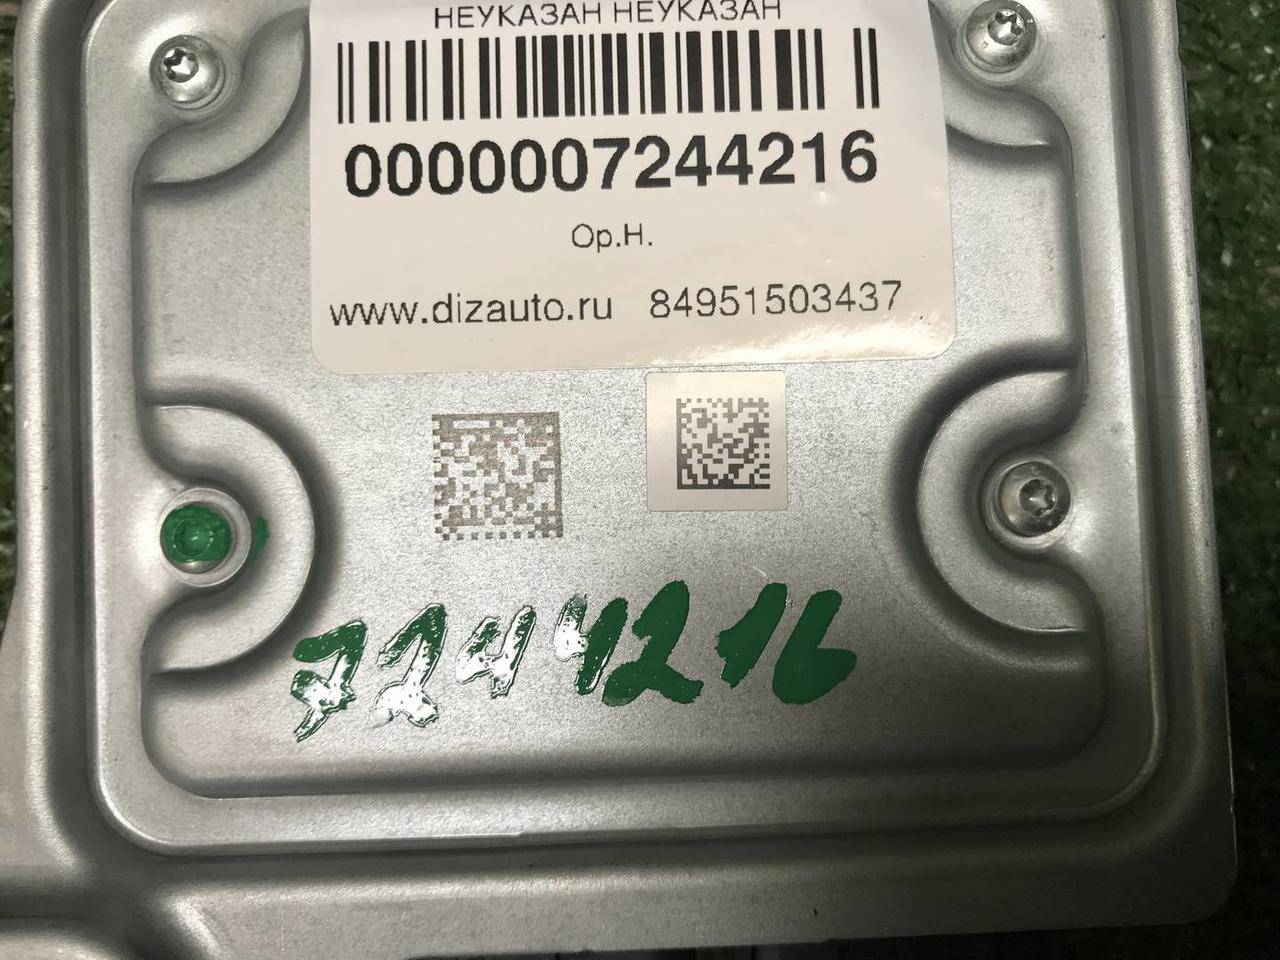 НЕУКАЗАН НЕУКАЗАН
0000007244216
Ор.Н.
www.dizauto.ru 84951503437
7244216